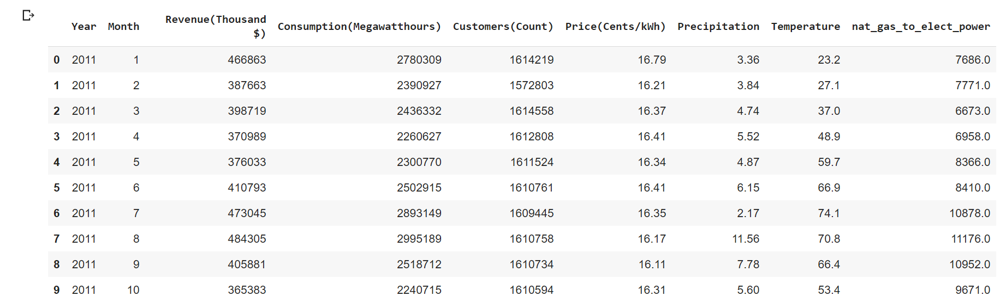 Year Month Revenue(Thousand $) Consumption(Megawatthours) Customers(Count) Price(Cents/kWh) Precipitation Temperature nat_gas_to_elect_power
0 2011 1 466863 2780309 1614219 16.79 3.36 23.2 7686.0
1 2011 2 387663 2390927 1572803 16.21 3.84 27.1 7771.0
2 2011 3 398719 2436332 1614558 16.37 4.74 37.0 6673.0
3 2011 4 370989 2260627 1612808 16.41 5.52 48.9 6958.0
4 2011 5 376033 2300770 1611524 16.34 4.87 59.7 8366.0
5 2011 6 410793 2502915 1610761 16.41 6.15 66.9 8410.0
6 2011 7 473045 2893149 1609445 16.35 2.17 74.1 10878.0
7 2011 8 484305 2995189 1610758 16.17 11.56 70.8 11176.0
8 2011 9 405881 2518712 1610734 16.11 7.78 66.4 10952.0
9 2011 10 365383 2240715 1610594 16.31 5.60 53.4 9671.0